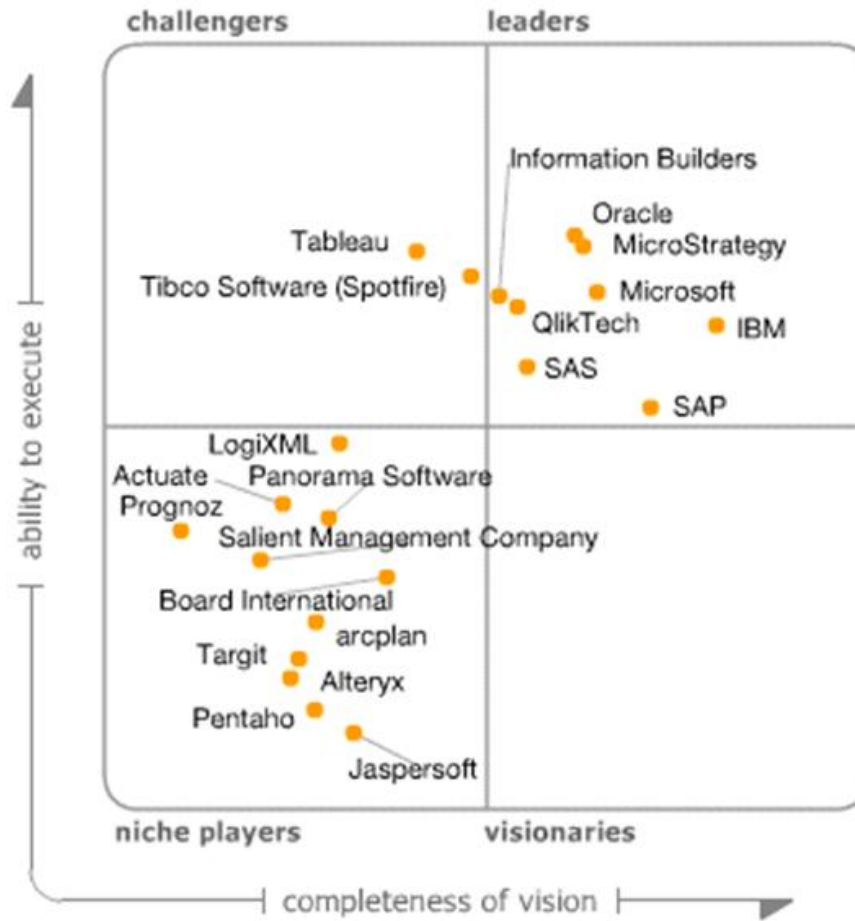 challengers
leaders
Information Builders
Oracle
Tableau
MicroStrategy
Tibco Software (Spotfire)
Microsoft
QlikTech
IBM
SAS
SAP
LogiXML
Actuate
Panorama Software
Prognoz
Salient Management Company
Board International
arcplan
Targit
Alteryx
Pentaho
Jaspersoft
niche players
visionaries
ability to execute
completeness of vision